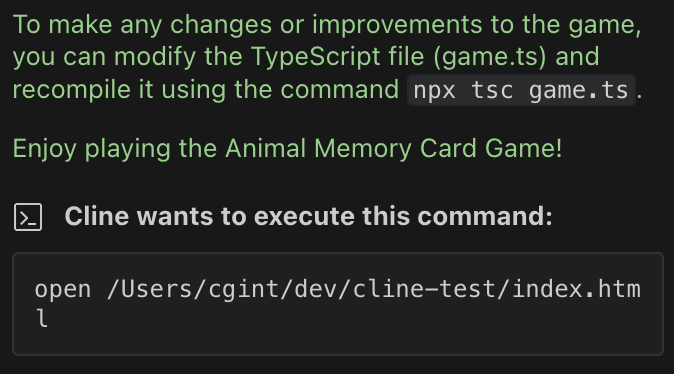 To make any changes or improvements to the game,
you can modify the TypeScript file (game.ts) and
recompile it using the command npx tsc game.ts.
Enjoy playing the Animal Memory Card Game!
>_ Cline wants to execute this command:
open /Users/cgint/dev/cline-test/index.htm
l